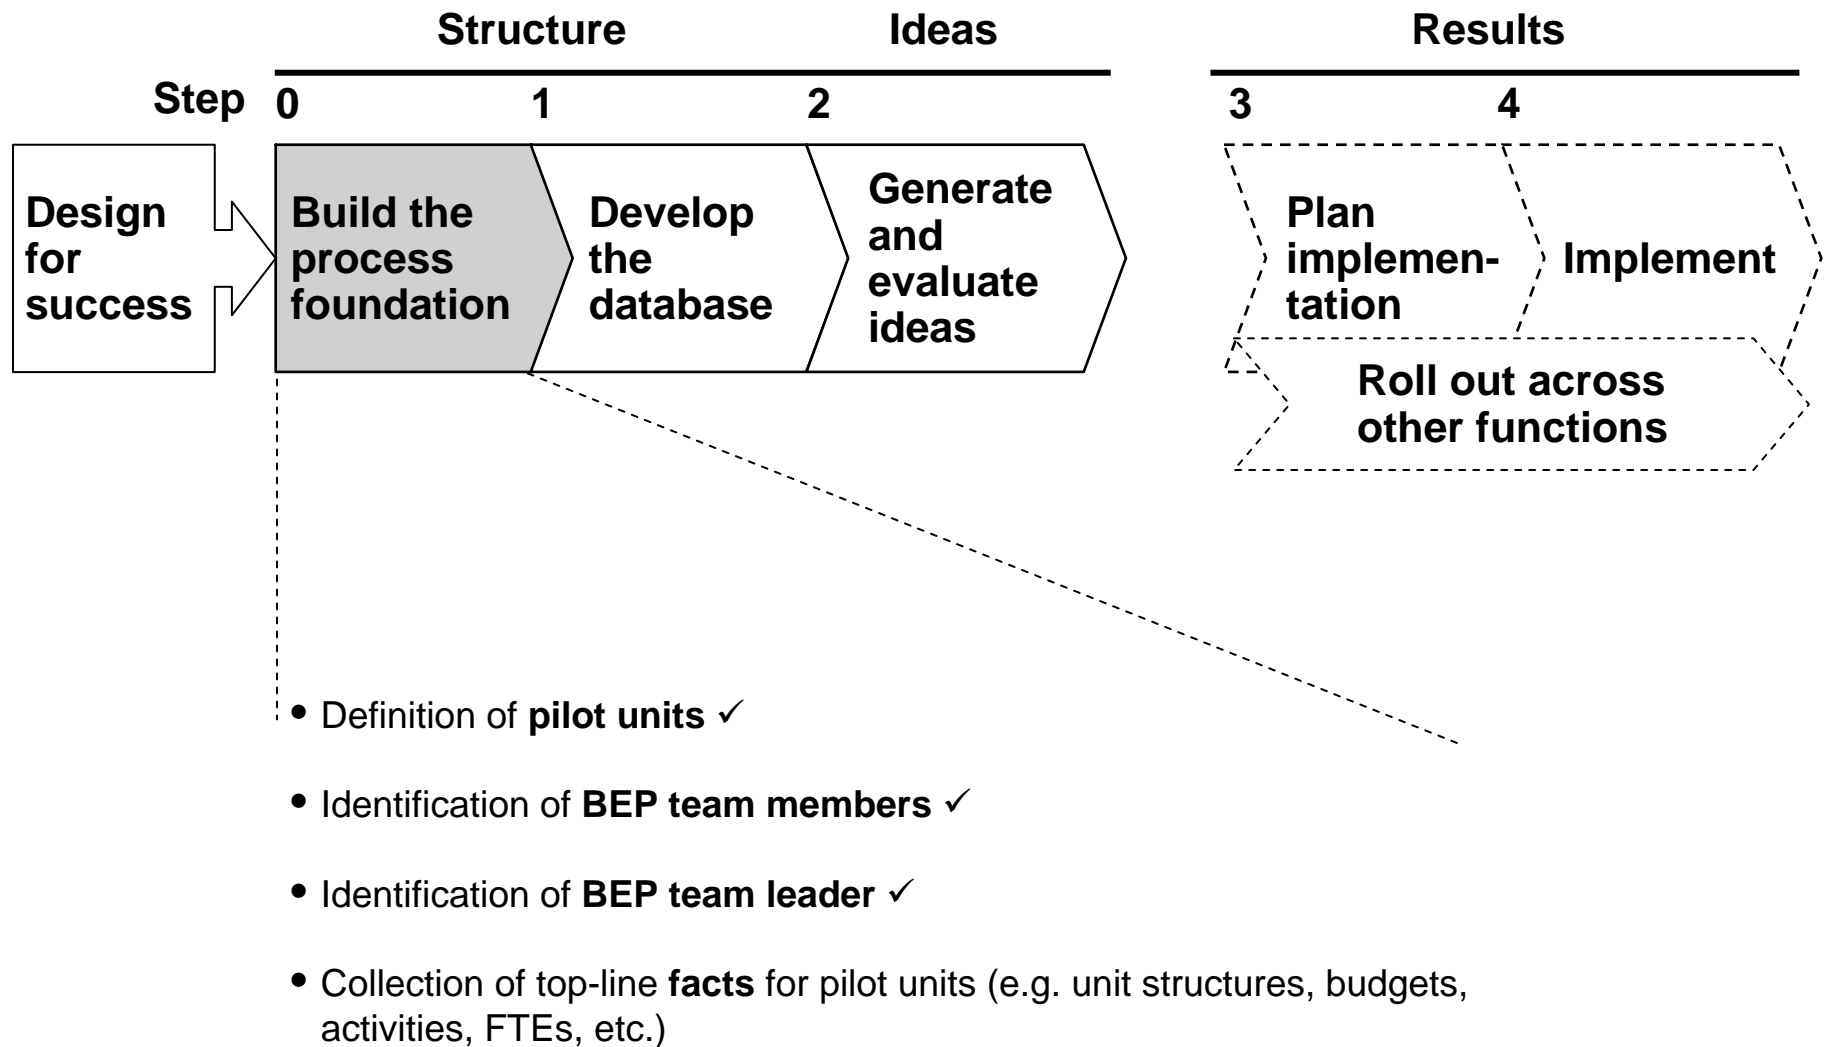 Structure
Ideas
Results
Step
0
1
2
3
4
Design
for
success
Build the
process
foundation
Develop
the
database
Generate
and
evaluate
ideas
Plan
implemen-
tation
Implement
Roll out across
other functions
• Definition of pilot units ✓
• Identification of BEP team members ✓
• Identification of BEP team leader ✓
• Collection of top-line facts for pilot units (e.g. unit structures, budgets,
activities, FTEs, etc.)